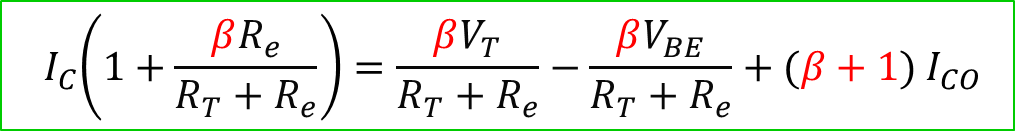 I_C(1 + βR_e / (R_T + R_e)) = βV_T / (R_T + R_e) − βV_BE / (R_T + R_e) + (β + 1) I_CO